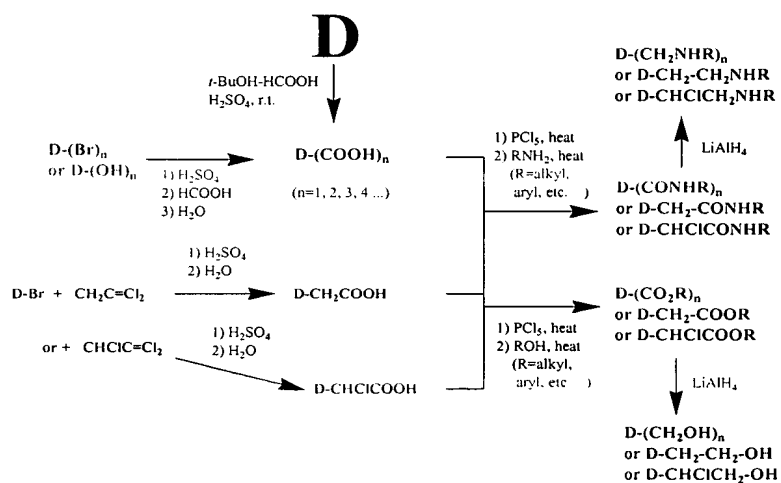 D
t-BuOH-HCOOH
H₂SO₄, r.t.
D-(Br)ₙ
or D-(OH)ₙ
1) H₂SO₄
2) HCOOH
3) H₂O
D-(COOH)ₙ
(n=1, 2, 3, 4 ...)
D-Br + CH₂C=Cl₂
1) H₂SO₄
2) H₂O
D-CH₂COOH
or + CHClC=Cl₂
1) H₂SO₄
2) H₂O
D-CHClCOOH
1) PCl₅, heat
2) RNH₂, heat
(R=alkyl,
aryl, etc. )
D-(CH₂NHR)ₙ
or D-CH₂-CH₂NHR
or D-CHClCH₂NHR
LiAlH₄
D-(CONHR)ₙ
or D-CH₂-CONHR
or D-CHClCONHR
1) PCl₅, heat
2) ROH, heat
(R=alkyl,
aryl, etc )
D-(CO₂R)ₙ
or D-CH₂-COOR
or D-CHClCOOR
LiAlH₄
D-(CH₂OH)ₙ
or D-CH₂-CH₂-OH
or D-CHClCH₂-OH